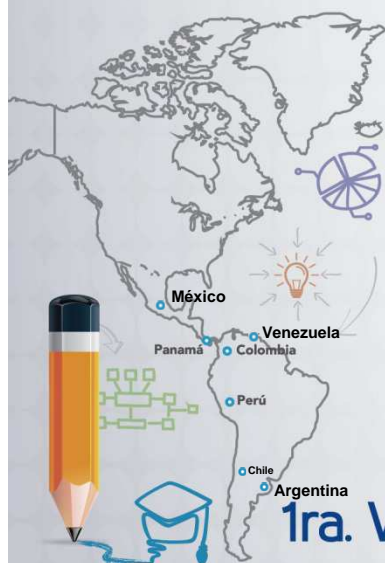 México
Venezuela
Panamá
Colombia
Perú
Chile
Argentina
1ra.